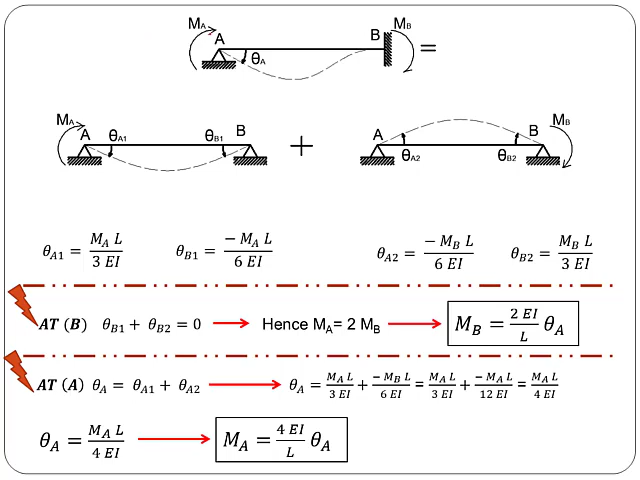 M_A A B M_B
θ_A =
M_A A θ_A1 θ_B1 B + A θ_A2 θ_B2 B M_B
θ_A1 = M_A L / 3 EI θ_B1 = − M_A L / 6 EI θ_A2 = − M_B L / 6 EI θ_B2 = M_B L / 3 EI
AT (B) θ_B1 + θ_B2 = 0 → Hence M_A= 2 M_B → M_B = 2 EI / L θ_A
AT (A) θ_A = θ_A1 + θ_A2 → θ_A = M_A L / 3 EI + − M_B L / 6 EI = M_A L / 3 EI + − M_A L / 12 EI = M_A L / 4 EI
θ_A = M_A L / 4 EI → M_A = 4 EI / L θ_A